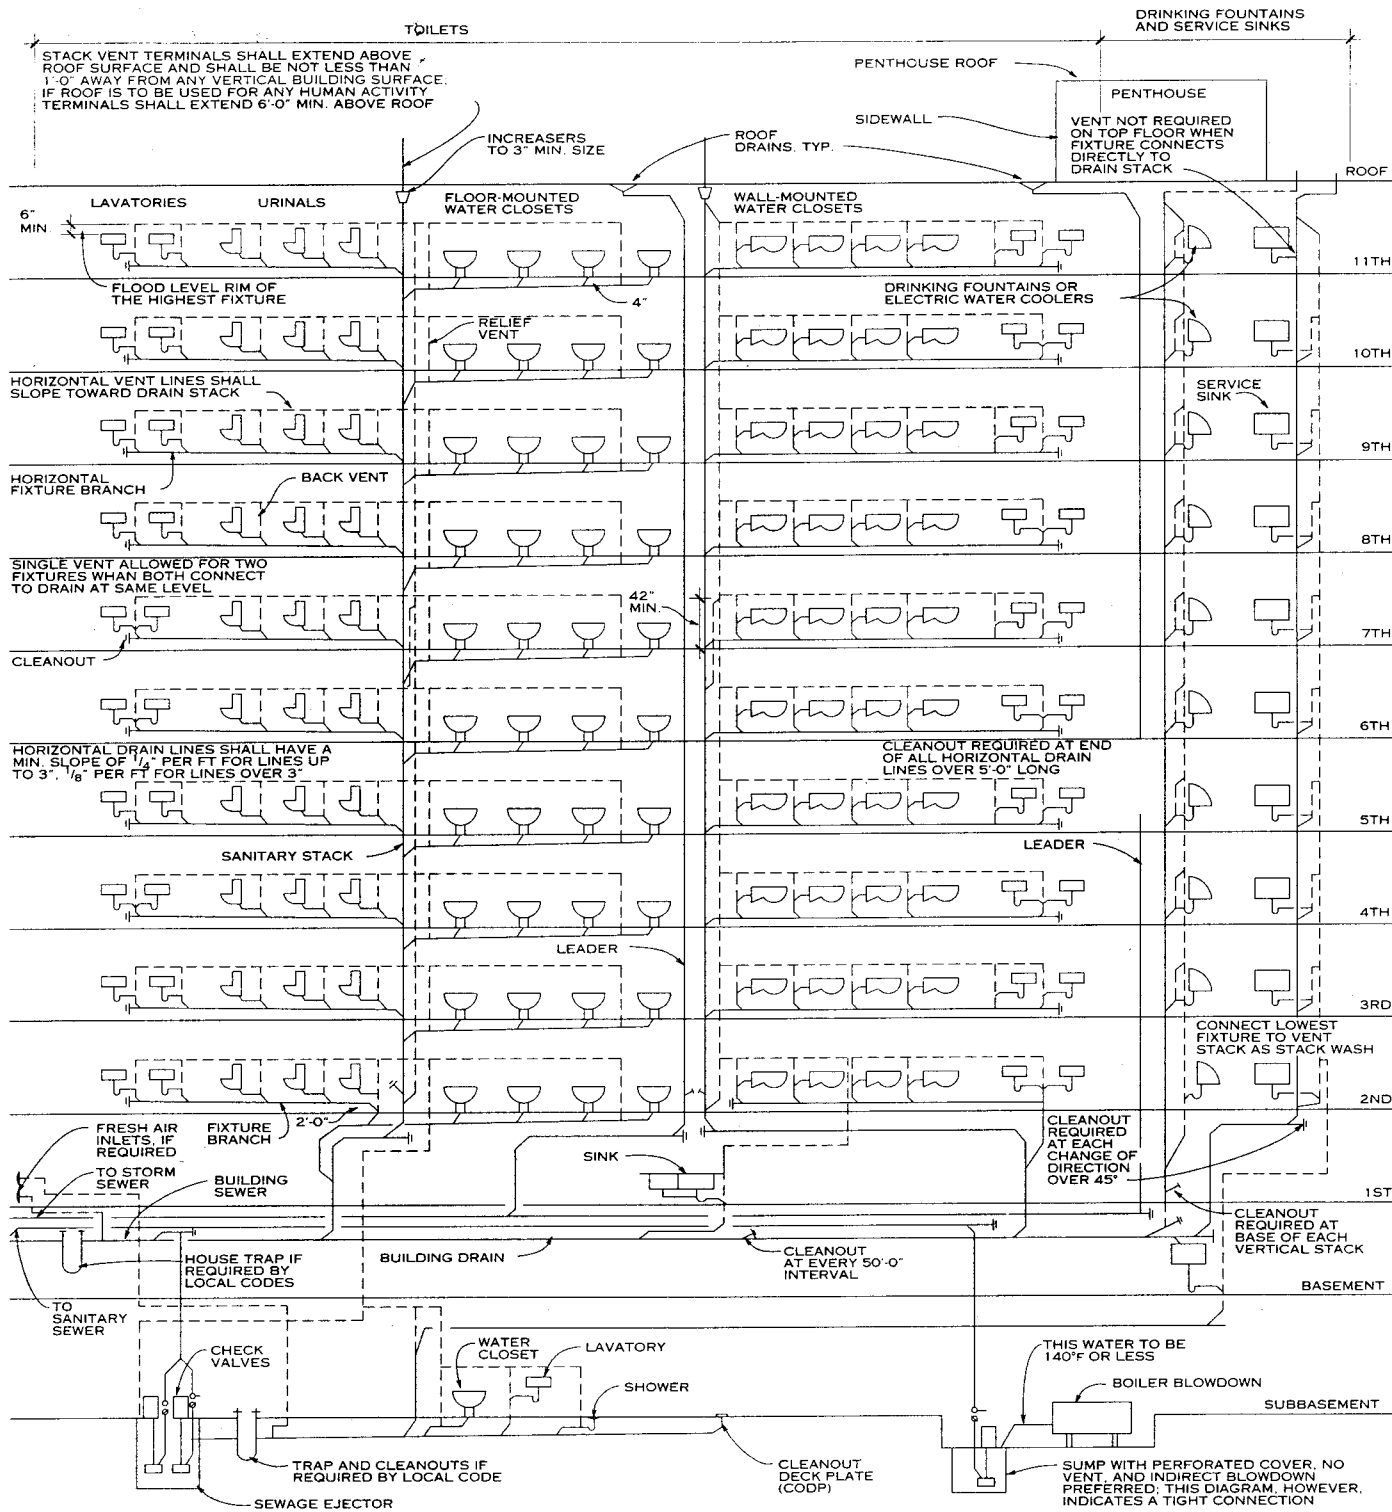 TOILETS
DRINKING FOUNTAINS
AND SERVICE SINKS
STACK VENT TERMINALS SHALL EXTEND ABOVE
ROOF SURFACE AND SHALL BE NOT LESS THAN
1'-0" AWAY FROM ANY VERTICAL BUILDING SURFACE.
IF ROOF IS TO BE USED FOR ANY HUMAN ACTIVITY
TERMINALS SHALL EXTEND 6'-0" MIN. ABOVE ROOF
PENTHOUSE ROOF
PENTHOUSE
SIDEWALL
VENT NOT REQUIRED
ON TOP FLOOR WHEN
FIXTURE CONNECTS
DIRECTLY TO
DRAIN STACK
INCREASERS
TO 3" MIN. SIZE
ROOF
DRAINS, TYP.
ROOF
LAVATORIES
URINALS
FLOOR-MOUNTED
WATER CLOSETS
WALL-MOUNTED
WATER CLOSETS
6"
MIN.
11TH
FLOOD LEVEL RIM OF
THE HIGHEST FIXTURE
4"
DRINKING FOUNTAINS OR
ELECTRIC WATER COOLERS
RELIEF
VENT
10TH
HORIZONTAL VENT LINES SHALL
SLOPE TOWARD DRAIN STACK
SERVICE
SINK
9TH
HORIZONTAL
FIXTURE BRANCH
BACK VENT
8TH
SINGLE VENT ALLOWED FOR TWO
FIXTURES WHAN BOTH CONNECT
TO DRAIN AT SAME LEVEL
42"
MIN.
7TH
CLEANOUT
6TH
HORIZONTAL DRAIN LINES SHALL HAVE A
MIN. SLOPE OF 1/4" PER FT FOR LINES UP
TO 3", 1/8" PER FT FOR LINES OVER 3"
CLEANOUT REQUIRED AT END
OF ALL HORIZONTAL DRAIN
LINES OVER 5'-0" LONG
5TH
SANITARY STACK
LEADER
4TH
LEADER
3RD
CONNECT LOWEST
FIXTURE TO VENT
STACK AS STACK WASH
2ND
2'-0"
FRESH AIR
INLETS, IF
REQUIRED
FIXTURE
BRANCH
CLEANOUT
REQUIRED
AT EACH
CHANGE OF
DIRECTION
OVER 45°
SINK
TO STORM
SEWER
BUILDING
SEWER
1ST
CLEANOUT
REQUIRED AT
BASE OF EACH
VERTICAL STACK
HOUSE TRAP IF
REQUIRED BY
LOCAL CODES
BUILDING DRAIN
CLEANOUT
AT EVERY 50'-0"
INTERVAL
BASEMENT
TO
SANITARY
SEWER
CHECK
VALVES
WATER
CLOSET
LAVATORY
THIS WATER TO BE
140°F OR LESS
SHOWER
BOILER BLOWDOWN
SUBBASEMENT
TRAP AND CLEANOUTS IF
REQUIRED BY LOCAL CODE
CLEANOUT
DECK PLATE
(CODP)
SUMP WITH PERFORATED COVER, NO
VENT, AND INDIRECT BLOWDOWN
PREFERRED; THIS DIAGRAM, HOWEVER,
INDICATES A TIGHT CONNECTION
SEWAGE EJECTOR